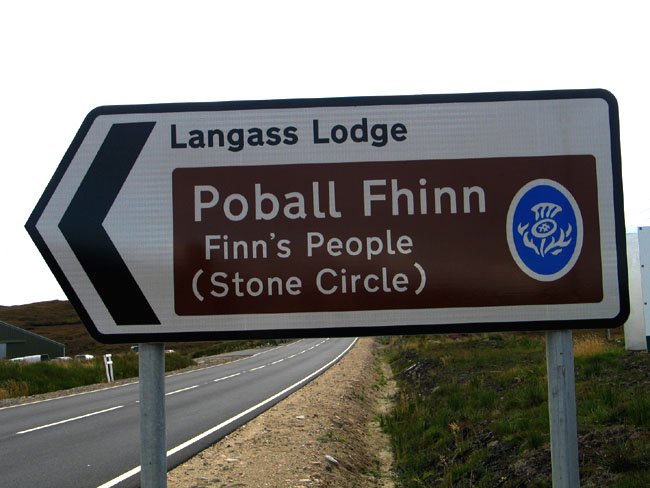 Langass Lodge
Poball Fhinn
Finn's People
(Stone Circle)